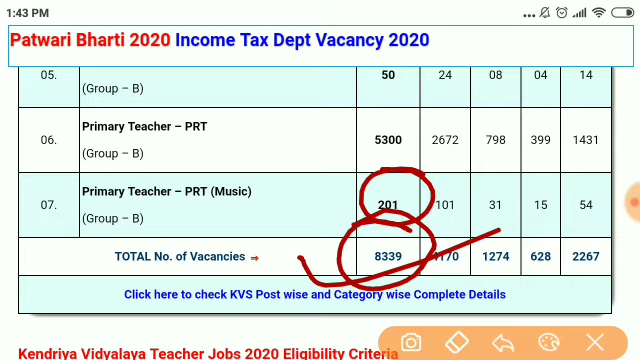 1:43 PM
Patwari Bharti 2020 Income Tax Dept Vacancy 2020
05. (Group – B) 50 24 08 04 14
06. Primary Teacher – PRT (Group – B) 5300 2672 798 399 1431
07. Primary Teacher – PRT (Music) (Group – B) 201 101 31 15 54
TOTAL No. of Vacancies ⇒ 8339 1274 628 2267
Click here to check KVS Post wise and Category wise Complete Details
Kendriya Vidyalaya Teacher Jobs 2020 Eligibility Criteria